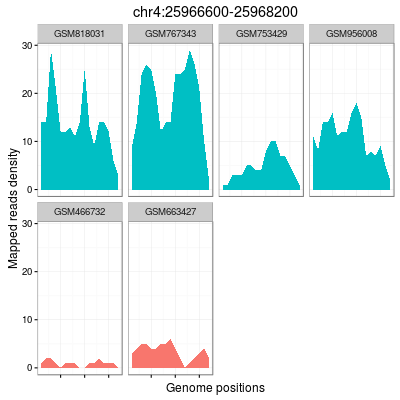 chr4:25966600-25968200
GSM818031 GSM767343 GSM753429 GSM956008
30
20
10
0
GSM466732 GSM663427
30
20
10
0
Mapped reads density
Genome positions